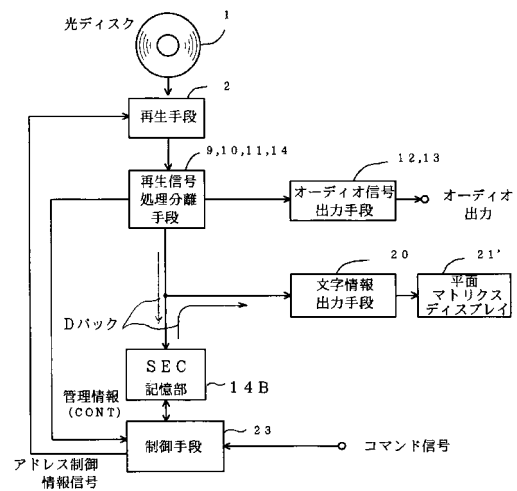 光ディスク
1
2
再生手段
9,10,11,14
再生信号
処理分離
手段
12,13
オーディオ信号
出力手段
オーディオ
出力
20
文字情報
出力手段
21'
平面
マトリクス
ディスプレイ
Dパック
SEC
記憶部
14B
管理情報
(CONT)
23
制御手段
コマンド信号
アドレス制御
情報信号